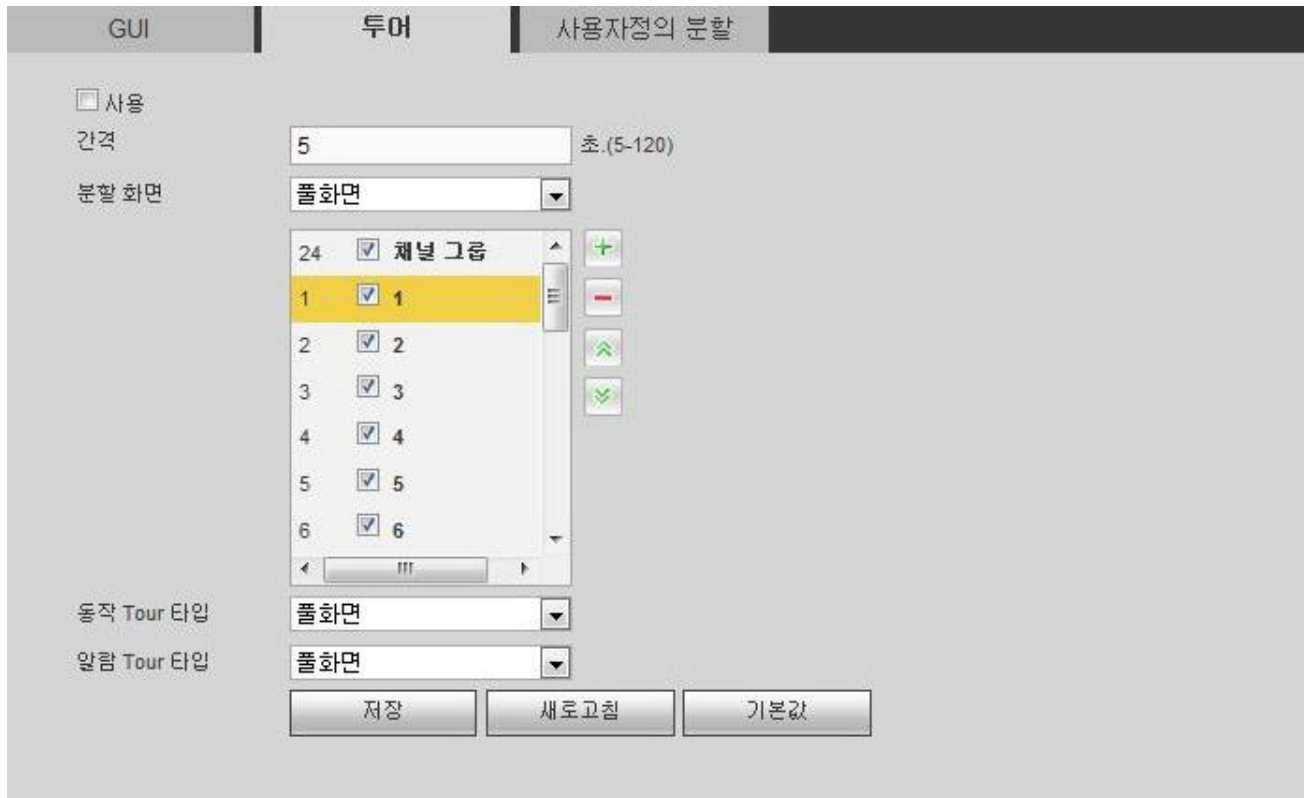 GUI 투어 사용자정의 분할
사용
간격 5 초.(5-120)
분할 화면 풀화면
24 채널 그룹
1 1
2 2
3 3
4 4
5 5
6 6
동작 Tour 타입 풀화면
알람 Tour 타입 풀화면
저장 새로고침 기본값